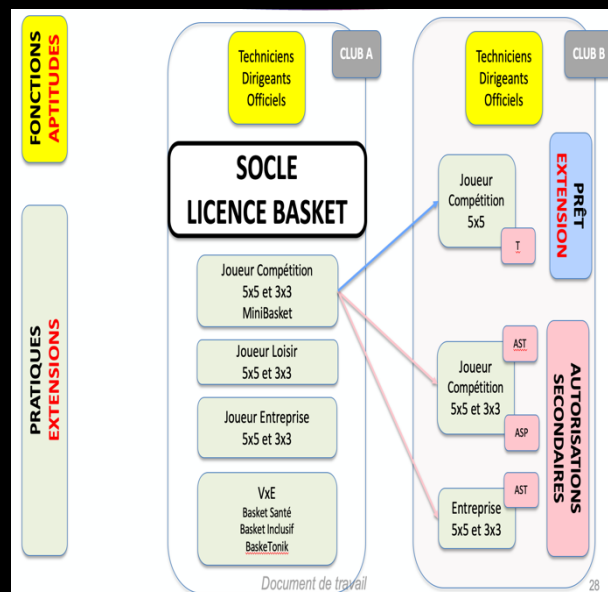 FONCTIONS
APTITUDES
Techniciens
Dirigeants
Officiels
CLUB A
Techniciens
Dirigeants
Officiels
CLUB B
SOCLE
LICENCE BASKET
PRATIQUES
EXTENSIONS
Joueur Compétition
5x5 et 3x3
MiniBasket
Joueur Loisir
5x5 et 3x3
Joueur Entreprise
5x5 et 3x3
VxE
Basket Santé
Basket Inclusif
BaskeTonik
Joueur
Compétition
5x5
T
PRÊT
EXTENSION
AST
Joueur
Compétition
5x5 et 3x3
ASP
AST
Entreprise
5x5 et 3x3
AUTORISATIONS
SECONDAIRES
Document de travail
28